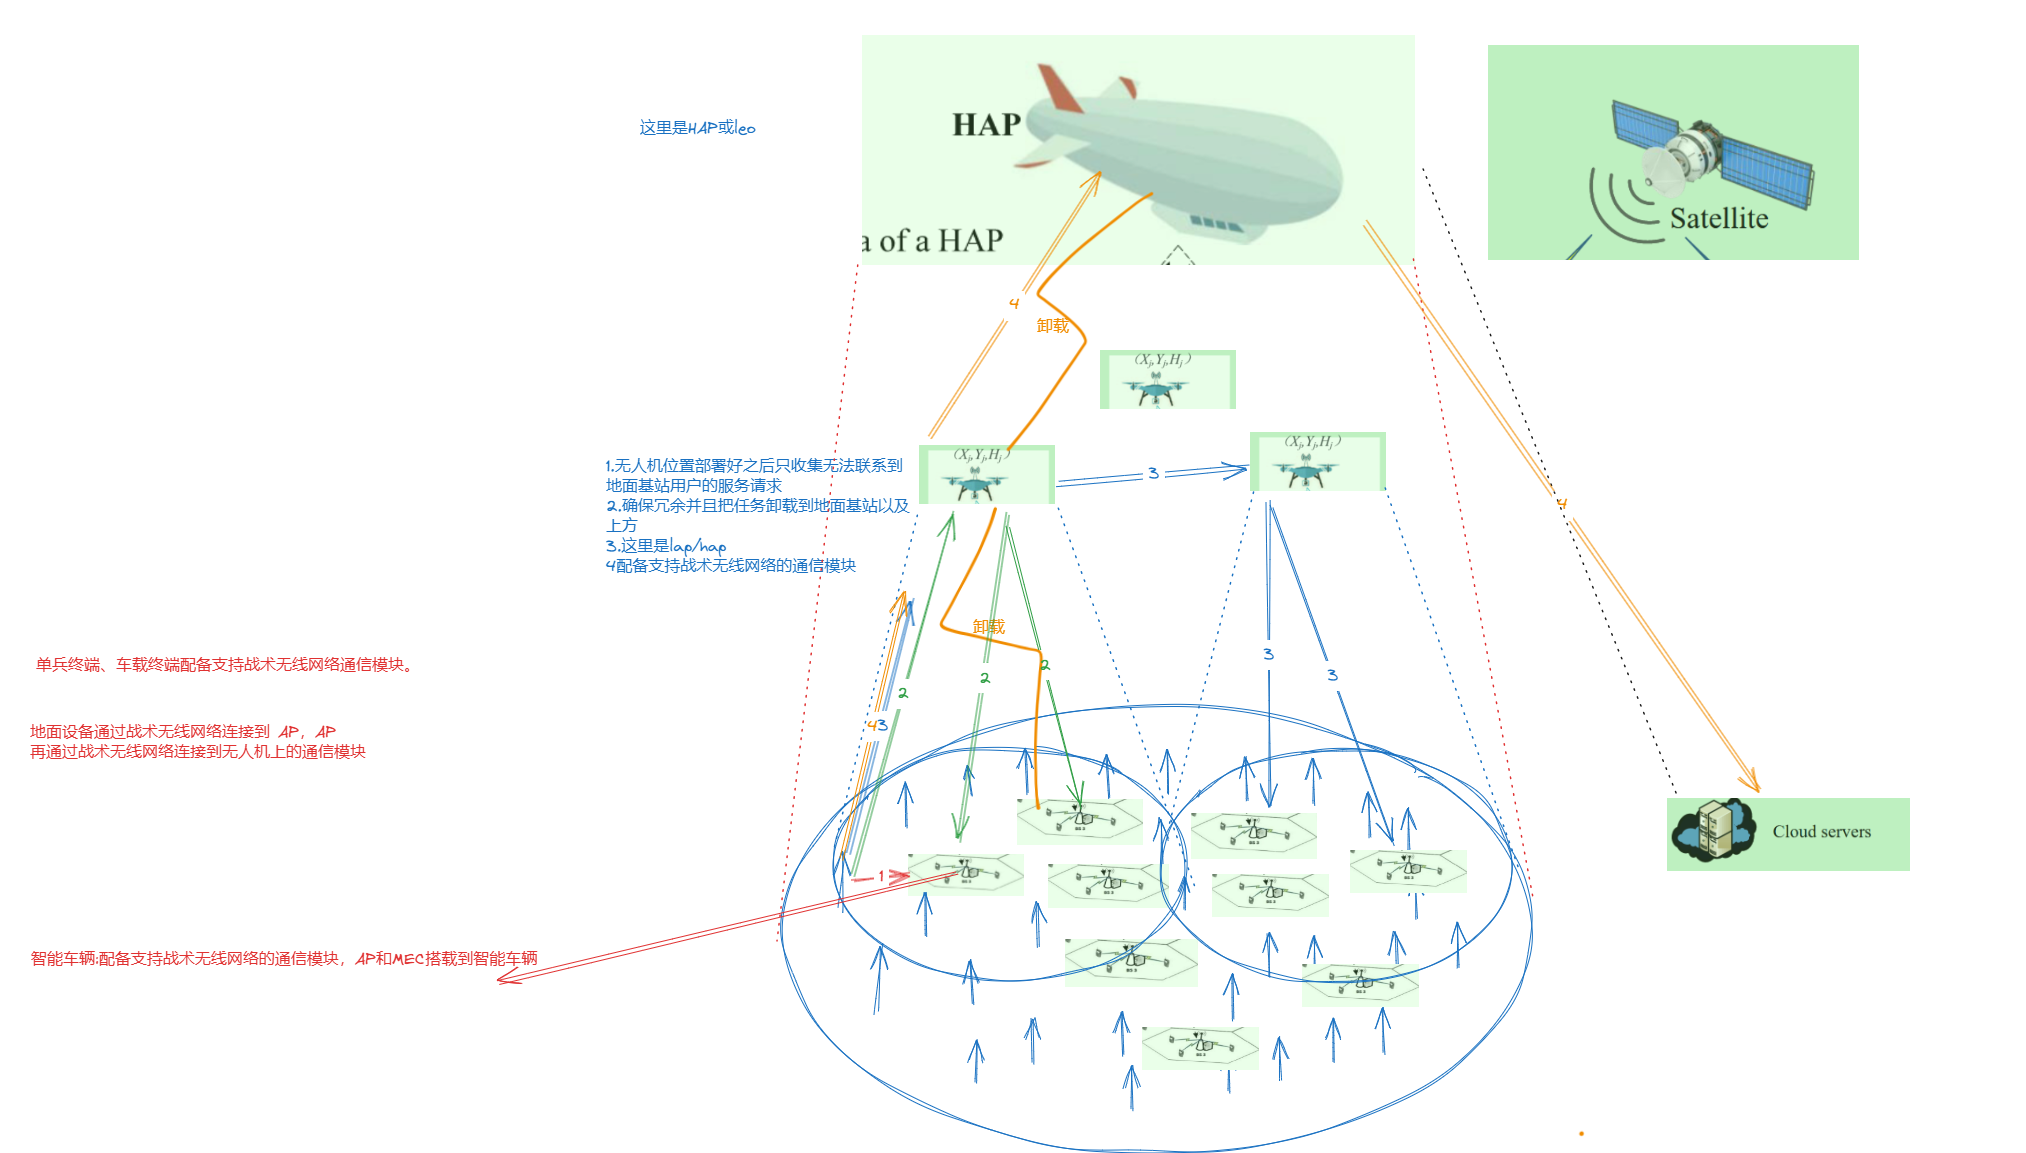 这里是HAP或leo
HAP
a of a HAP
Satellite
4
卸载
(Xj,Yj,Hj)
(Xj,Yj,Hj)
(Xj,Yj,Hj)
3
4
1.无人机位置部署好之后只收集无法联系到
地面基站用户的服务请求
2.确保冗余并且把任务卸载到地面基站以及
上方
3.这里是lap/hap
4配备支持战术无线网络的通信模块
卸载
单兵终端、车载终端配备支持战术无线网络通信模块。
2
2
2
3
3
地面设备通过战术无线网络连接到 AP，AP
再通过战术无线网络连接到无人机上的通信模块
43
Cloud servers
1
智能车辆:配备支持战术无线网络的通信模块，AP和MEC搭载到智能车辆